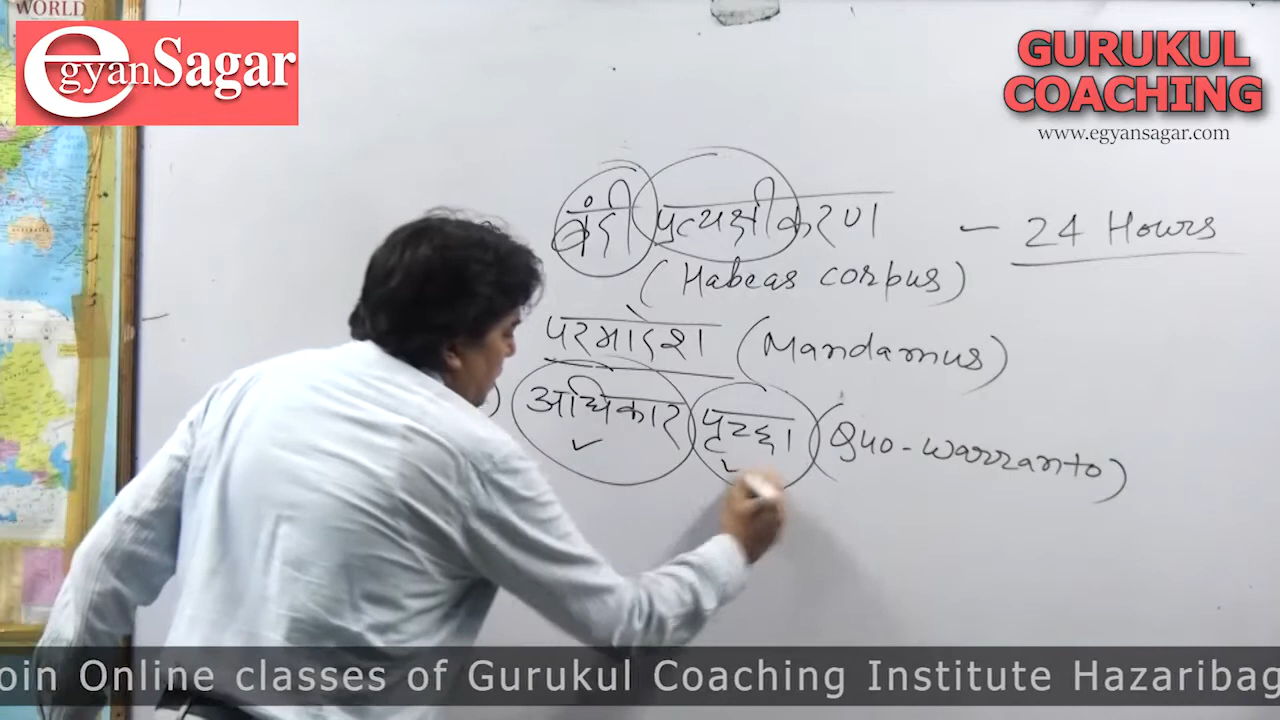 WORLD
egyanSagar
GURUKUL
COACHING
www.egyansagar.com
बंदी प्रत्यक्षीकरण - 24 Hours
(Habeas corpus)
परमादेश (Mandamus)
) अधिकार पृच्छा (Quo-warranto)
oin Online classes of Gurukul Coaching Institute Hazaribag